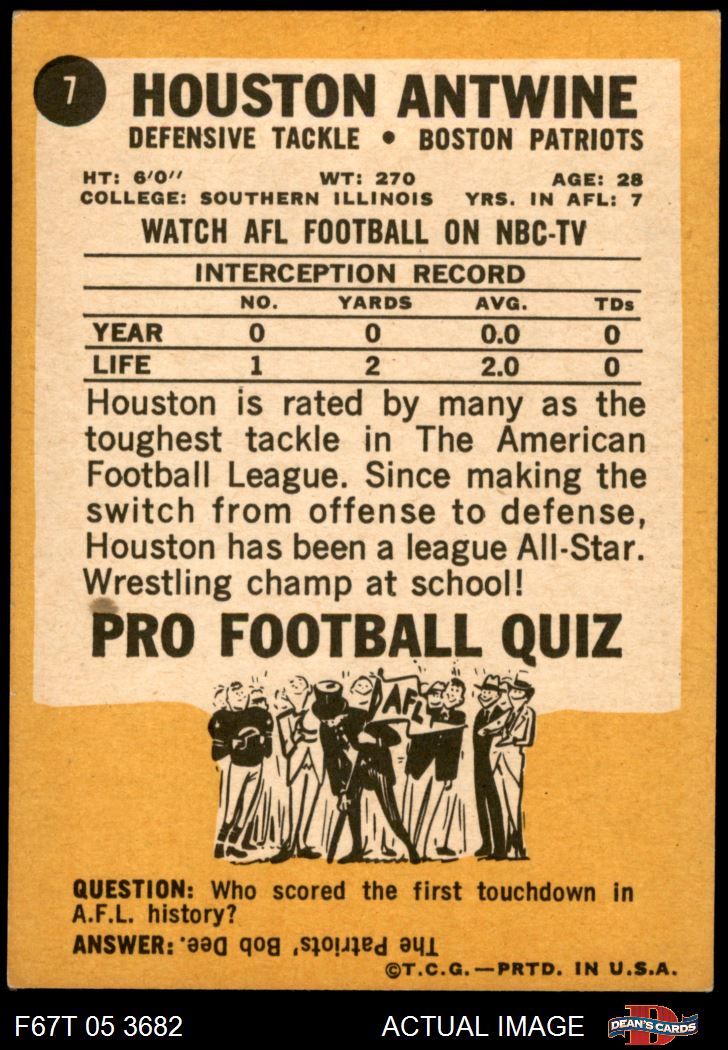 7
HOUSTON ANTWINE
DEFENSIVE TACKLE • BOSTON PATRIOTS
HT: 6'0'' WT: 270 AGE: 28
COLLEGE: SOUTHERN ILLINOIS YRS. IN AFL: 7
WATCH AFL FOOTBALL ON NBC-TV
INTERCEPTION RECORD
NO. YARDS AVG. TDs
YEAR 0 0 0.0 0
LIFE 1 2 2.0 0
Houston is rated by many as the
toughest tackle in The American
Football League. Since making the
switch from offense to defense,
Houston has been a league All-Star.
Wrestling champ at school!
PRO FOOTBALL QUIZ
AFL
QUESTION: Who scored the first touchdown in
A.F.L. history?
ANSWER: The Patriots' Bob Dee.
©T.C.G.—PRTD. IN U.S.A.
F67T 05 3682 ACTUAL IMAGE D DEAN'S CARDS